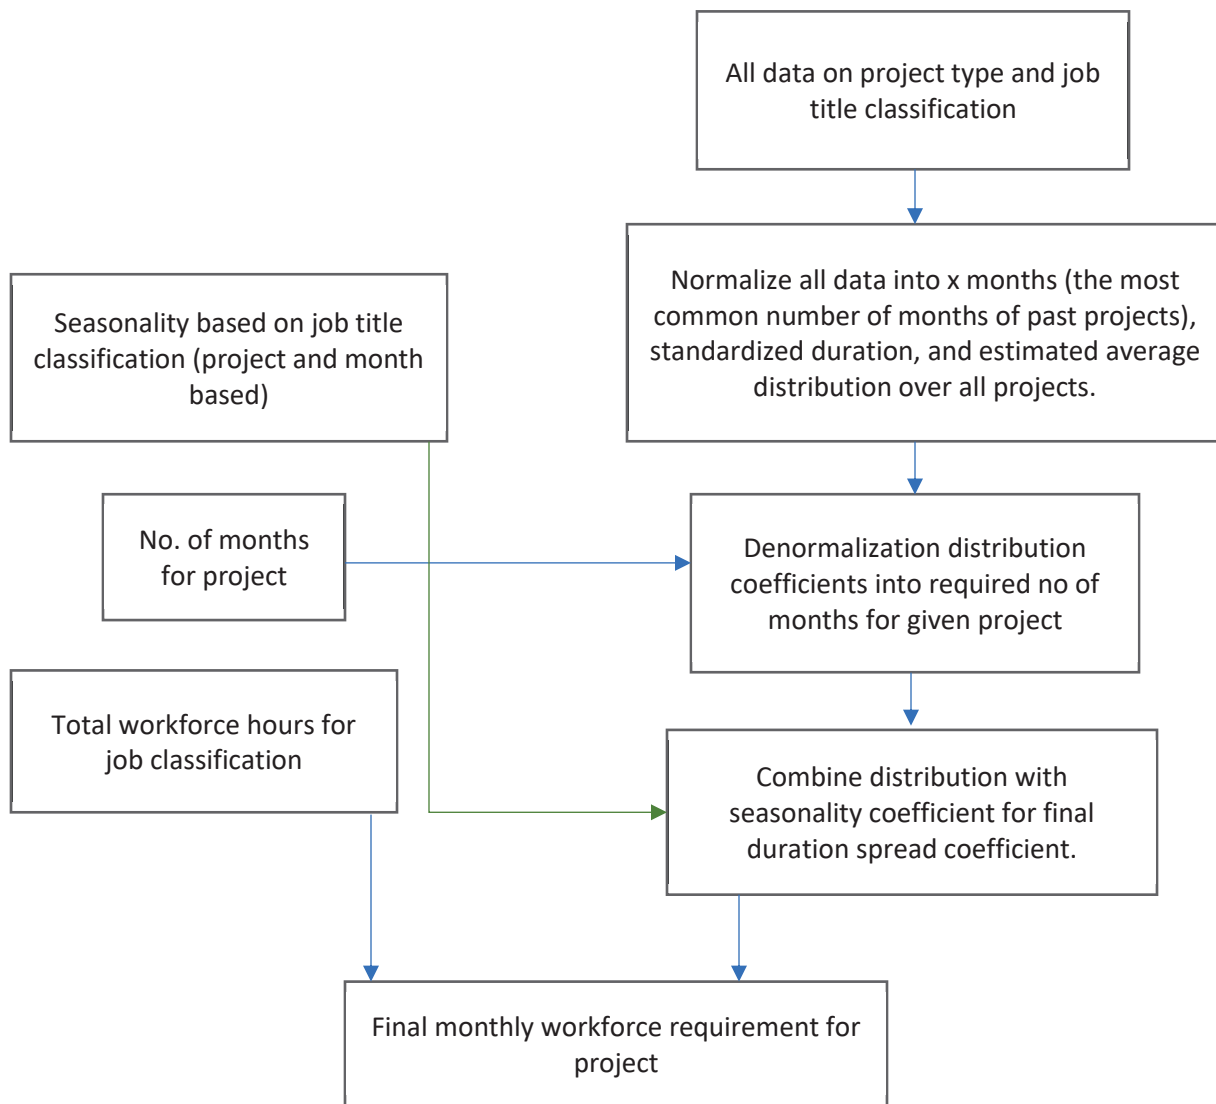 All data on project type and job
title classification
Normalize all data into x months (the most
common number of months of past projects),
standardized duration, and estimated average
distribution over all projects.
Seasonality based on job title
classification (project and month
based)
No. of months
for project
Denormalization distribution
coefficients into required no of
months for given project
Total workforce hours for
job classification
Combine distribution with
seasonality coefficient for final
duration spread coefficient.
Final monthly workforce requirement for
project